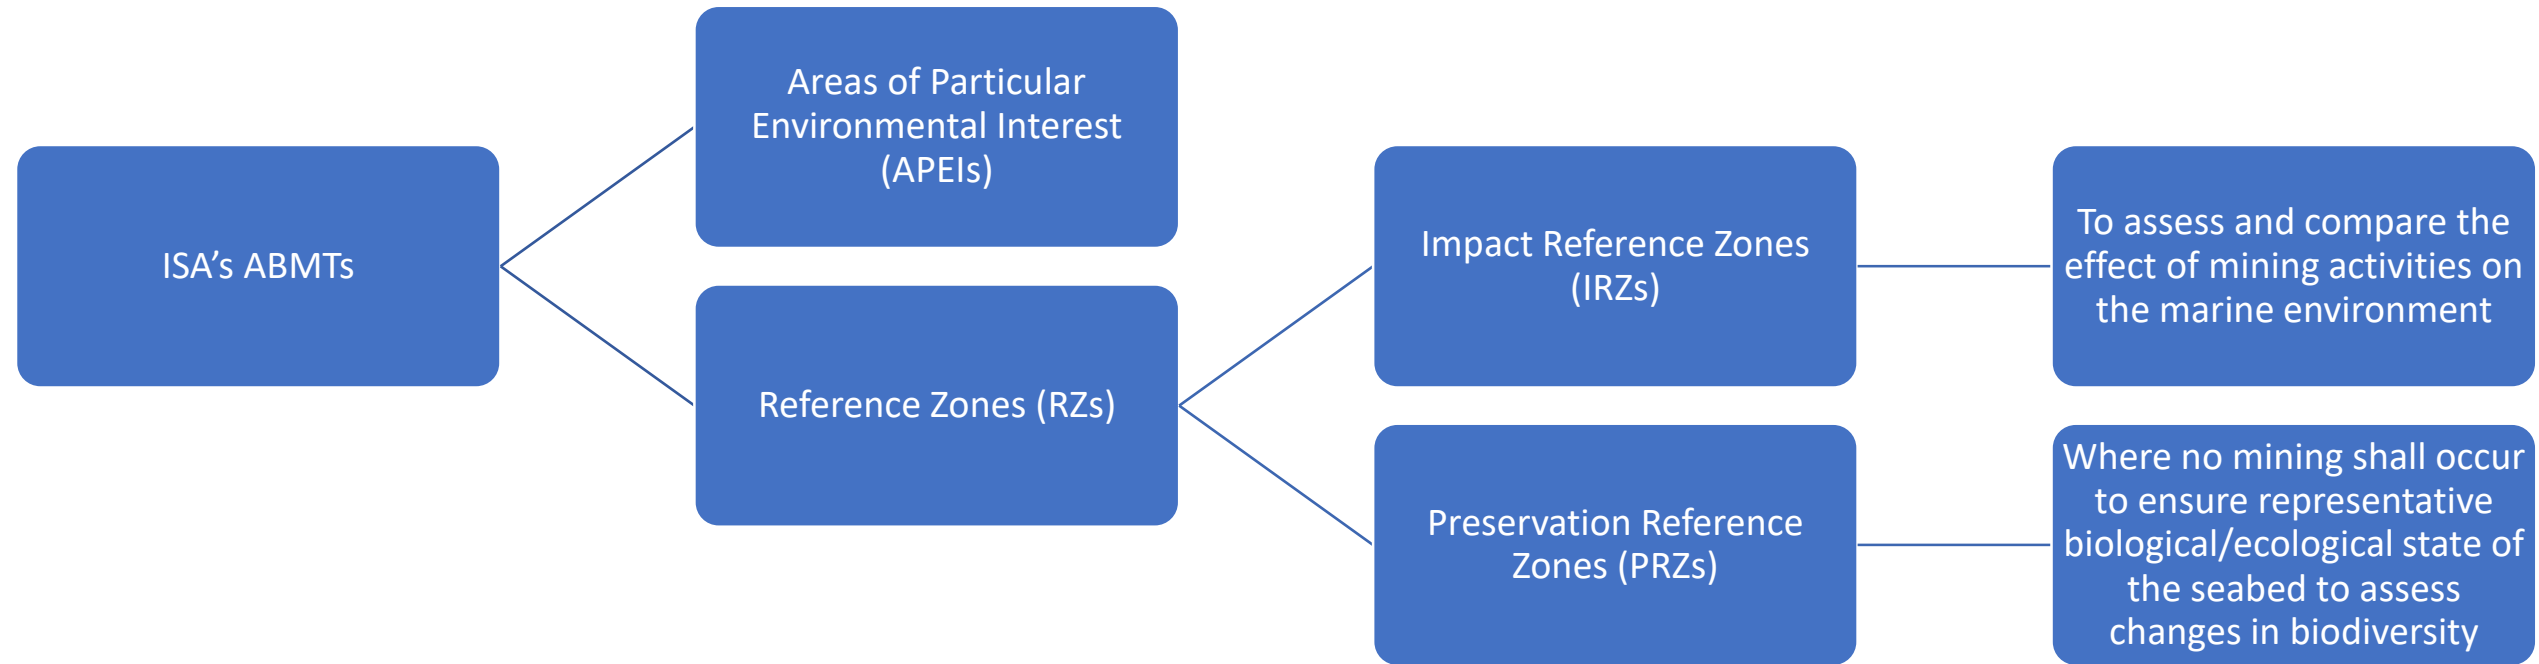 ISA’s ABMTs
Areas of Particular
Environmental Interest
(APEIs)
Reference Zones (RZs)
Impact Reference Zones
(IRZs)
To assess and compare the
effect of mining activities on
the marine environment
Preservation Reference
Zones (PRZs)
Where no mining shall occur
to ensure representative
biological/ecological state of
the seabed to assess
changes in biodiversity